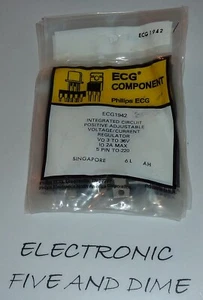 ECG1942
ECG®
COMPONENT
Philips ECG
ECG1942
INTEGRATED CIRCUIT
POSITIVE ADJUSTABLE
VOLTAGE/CURRENT
REGULATOR
VO 3 TO 36V
IO 2A MAX
5 PIN TO-220
SINGAPORE
ELECTRONIC
FIVE AND DIME